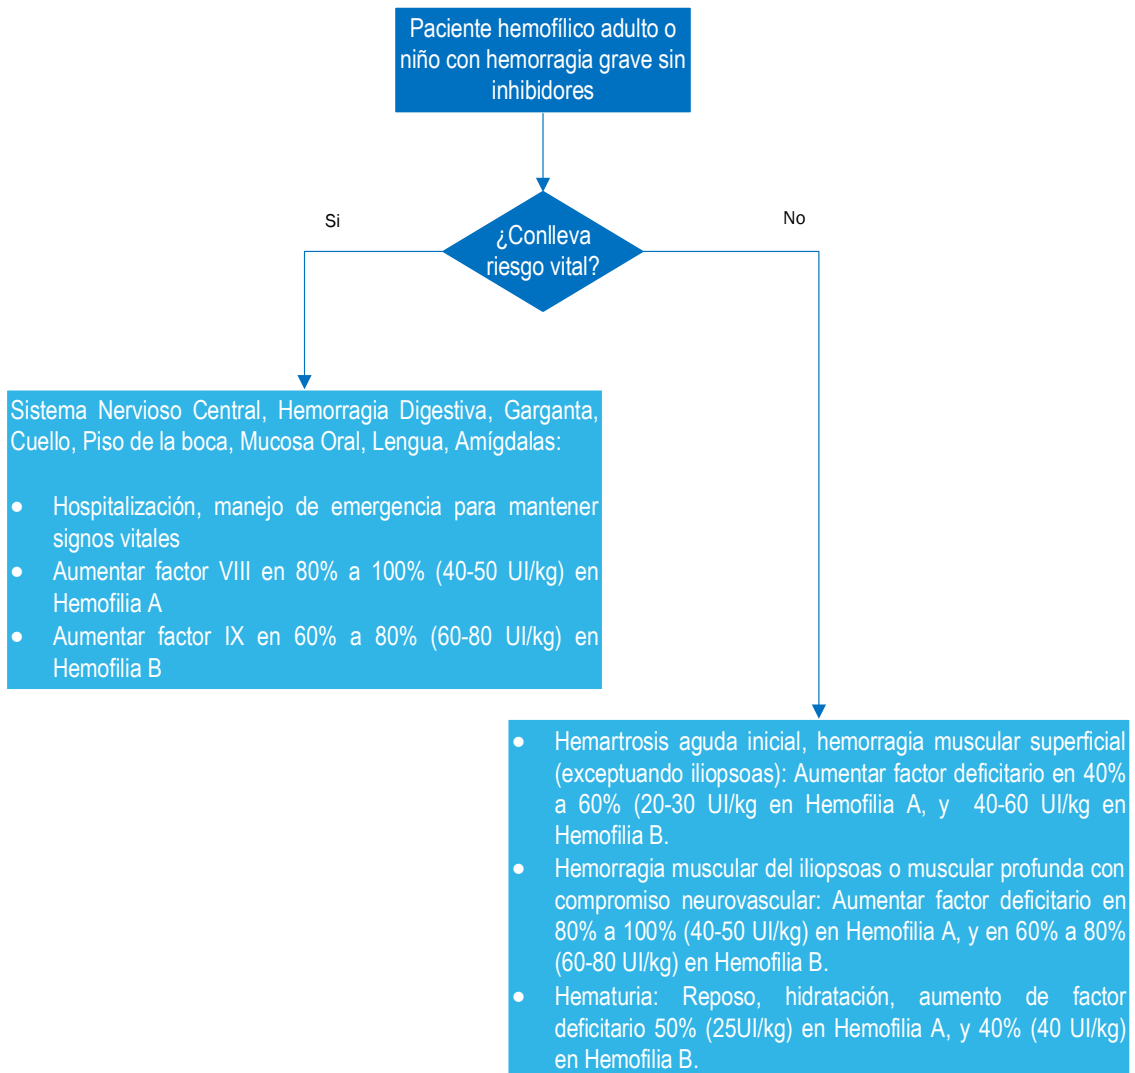 Paciente hemofílico adulto o
niño con hemorragia grave sin
inhibidores
¿Conlleva
riesgo vital?
Si
No
Sistema Nervioso Central, Hemorragia Digestiva, Garganta,
Cuello, Piso de la boca, Mucosa Oral, Lengua, Amígdalas:
● Hospitalización, manejo de emergencia para mantener
signos vitales
● Aumentar factor VIII en 80% a 100% (40-50 UI/kg) en
Hemofilia A
● Aumentar factor IX en 60% a 80% (60-80 UI/kg) en
Hemofilia B
● Hemartrosis aguda inicial, hemorragia muscular superficial
(exceptuando iliopsoas): Aumentar factor deficitario en 40%
a 60% (20-30 UI/kg en Hemofilia A, y 40-60 UI/kg en
Hemofilia B.
● Hemorragia muscular del iliopsoas o muscular profunda con
compromiso neurovascular: Aumentar factor deficitario en
80% a 100% (40-50 UI/kg) en Hemofilia A, y en 60% a 80%
(60-80 UI/kg) en Hemofilia B.
● Hematuria: Reposo, hidratación, aumento de factor
deficitario 50% (25UI/kg) en Hemofilia A, y 40% (40 UI/kg)
en Hemofilia B.